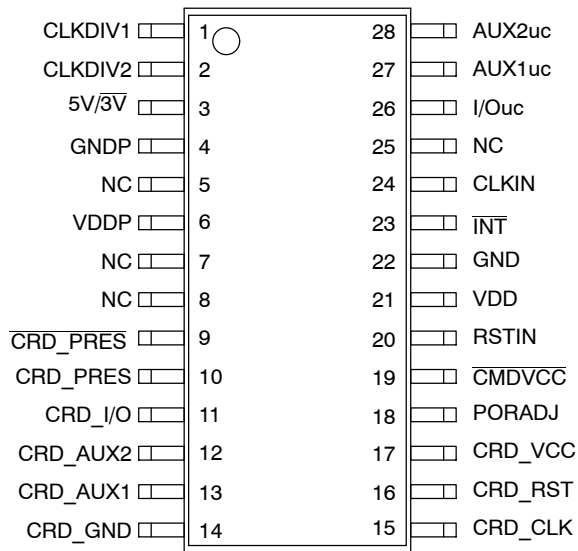 CLKDIV1 1 28 AUX2uc
CLKDIV2 2 27 AUX1uc
5V/3V 3 26 I/Ouc
GNDP 4 25 NC
NC 5 24 CLKIN
VDDP 6 23 INT
NC 7 22 GND
NC 8 21 VDD
CRD_PRES 9 20 RSTIN
CRD_PRES 10 19 CMDVCC
CRD_I/O 11 18 PORADJ
CRD_AUX2 12 17 CRD_VCC
CRD_AUX1 13 16 CRD_RST
CRD_GND 14 15 CRD_CLK